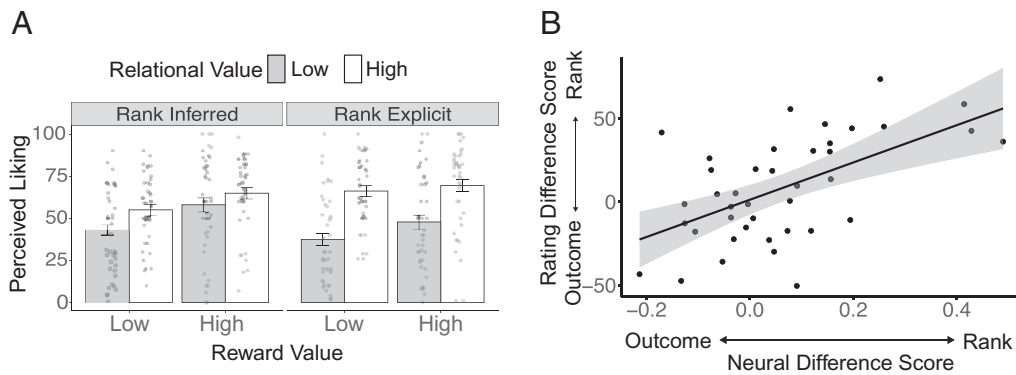 A
Relational Value Low High
Rank Inferred Rank Explicit
Perceived Liking
100
75
50
25
0
Low High Low High
Reward Value
B
Rating Difference Score
Outcome Rank
50
0
−50
−0.2 0.0 0.2 0.4
Outcome Rank
Neural Difference Score